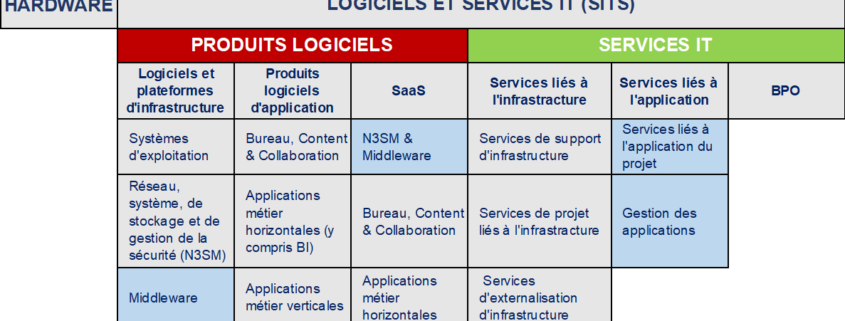 HARDWARE
LOGICIELS ET SERVICES IT (SITS)
PRODUITS LOGICIELS
SERVICES IT
Logiciels et
plateformes
d'infrastructure
Produits
logiciels
d'application
SaaS
Services liés à
l'infrastracture
Services liés à
l'application
BPO
Systèmes
d'exploitation
Bureau, Content
& Collaboration
N3SM &
Middleware
Services de support
d'infrastructure
Services liés à
l'application du
projet
Réseau,
système, de
stockage et de
gestion de la
sécurité (N3SM)
Applications
métier
horizontales (y
compris BI)
Bureau, Content
& Collaboration
Services de projet
liés à l'infrastracture
Gestion des
applications
Middleware
Applications
métier verticales
Applications
métier
horizontales
Services
d'externalisation
d'infrastructure